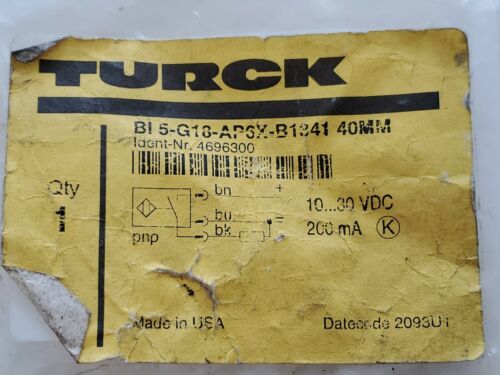 TURCK
BI 5-G18-AP6X-B1341 40MM
Ident-Nr. 4696300
Qty
1
bn
+
10...30 VDC
bu
-
200 mA K
bk
pnp
Made in USA
Datecode 2093U1